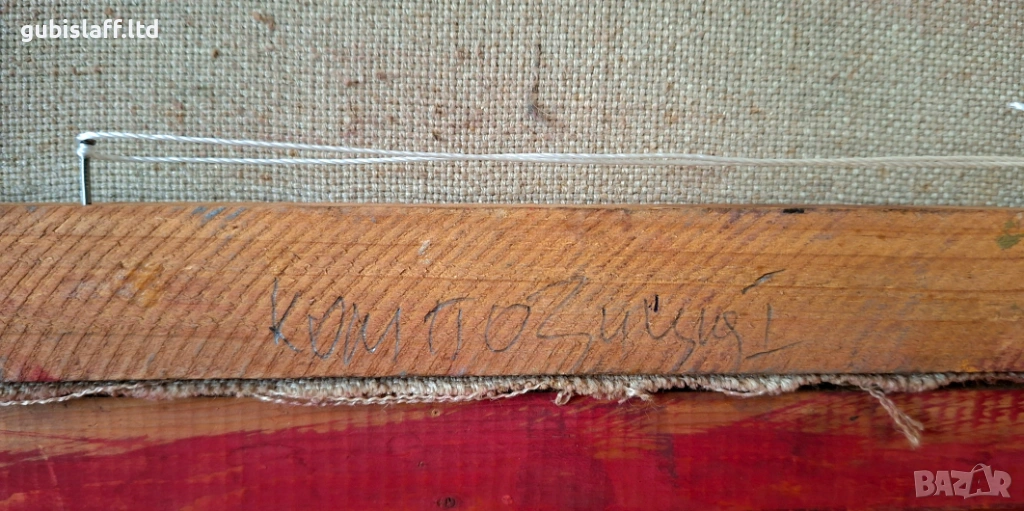 gubislaff.ltd
Композиция I
BAZAR